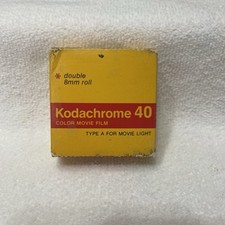 * double
8mm roll
Kodachrome 40
COLOR MOVIE FILM
TYPE A FOR MOVIE LIGHT